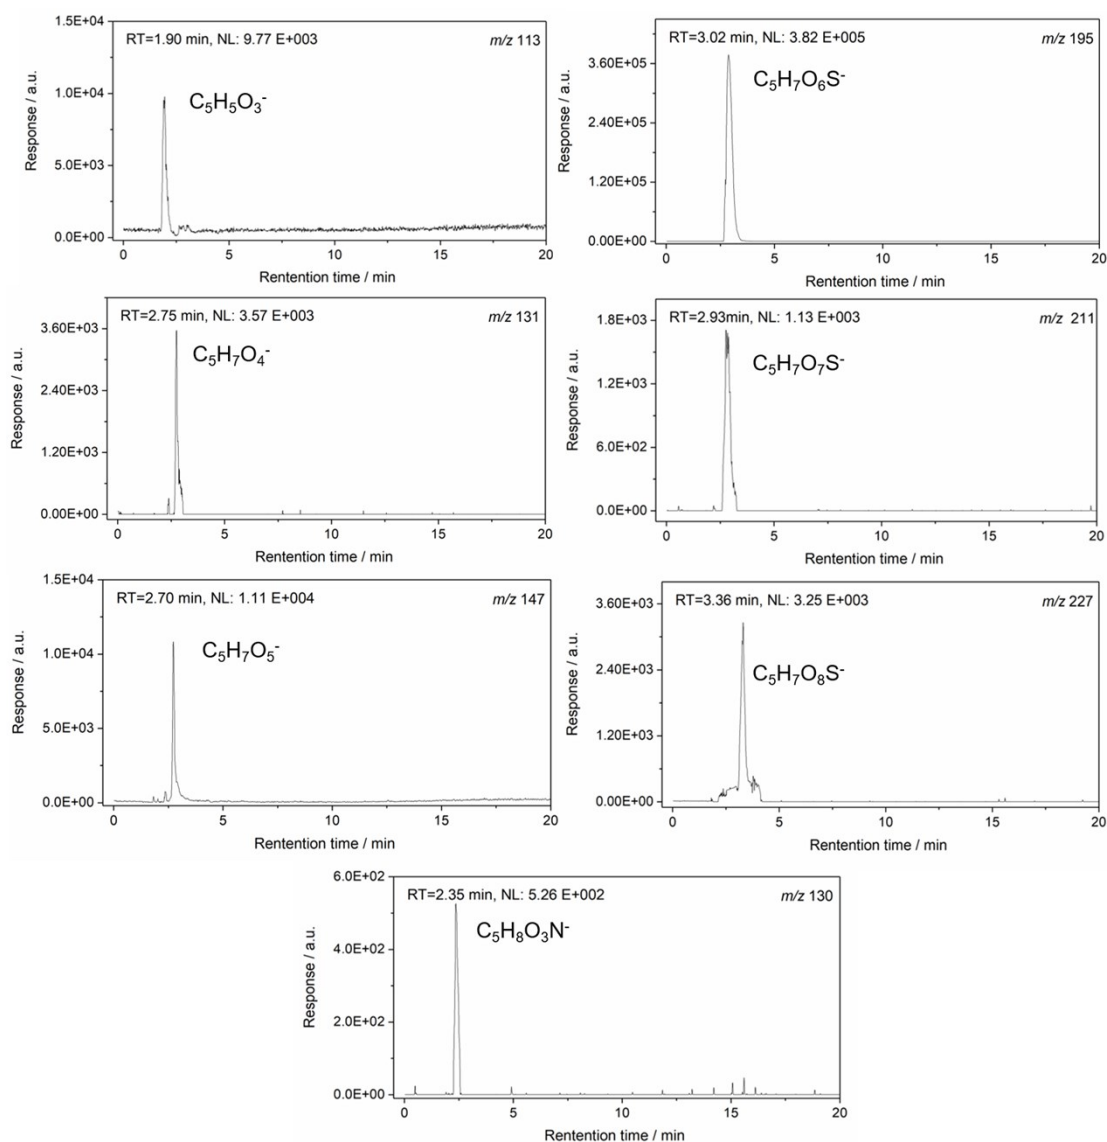 RT=1.90 min, NL: 9.77 E+003 m/z 113
C₅H₅O₃⁻
Response / a.u.
1.5E+04
1.0E+04
5.0E+03
0.0E+00
0 5 10 15 20
Rentention time / min
RT=3.02 min, NL: 3.82 E+005 m/z 195
C₅H₇O₆S⁻
Response / a.u.
3.60E+05
2.40E+05
1.20E+05
0.00E+00
0 5 10 15 20
Rentention time / min
RT=2.75 min, NL: 3.57 E+003 m/z 131
C₅H₇O₄⁻
Response / a.u.
3.60E+03
2.40E+03
1.20E+03
0.00E+00
0 5 10 15 20
Rentention time / min
RT=2.93min, NL: 1.13 E+003 m/z 211
C₅H₇O₇S⁻
Response / a.u.
1.8E+03
1.2E+03
6.0E+02
0.0E+00
0 5 10 15 20
Rentention time / min
RT=2.70 min, NL: 1.11 E+004 m/z 147
C₅H₇O₅⁻
Response / a.u.
1.5E+04
1.0E+04
5.0E+03
0.0E+00
0 5 10 15 20
Rentention time / min
RT=3.36 min, NL: 3.25 E+003 m/z 227
C₅H₇O₈S⁻
Response / a.u.
3.60E+03
2.40E+03
1.20E+03
0.00E+00
0 5 10 15 20
Rentention time / min
RT=2.35 min, NL: 5.26 E+002 m/z 130
C₅H₈O₃N⁻
Response / a.u.
6.0E+02
4.0E+02
2.0E+02
0.0E+00
0 5 10 15 20
Rentention time / min